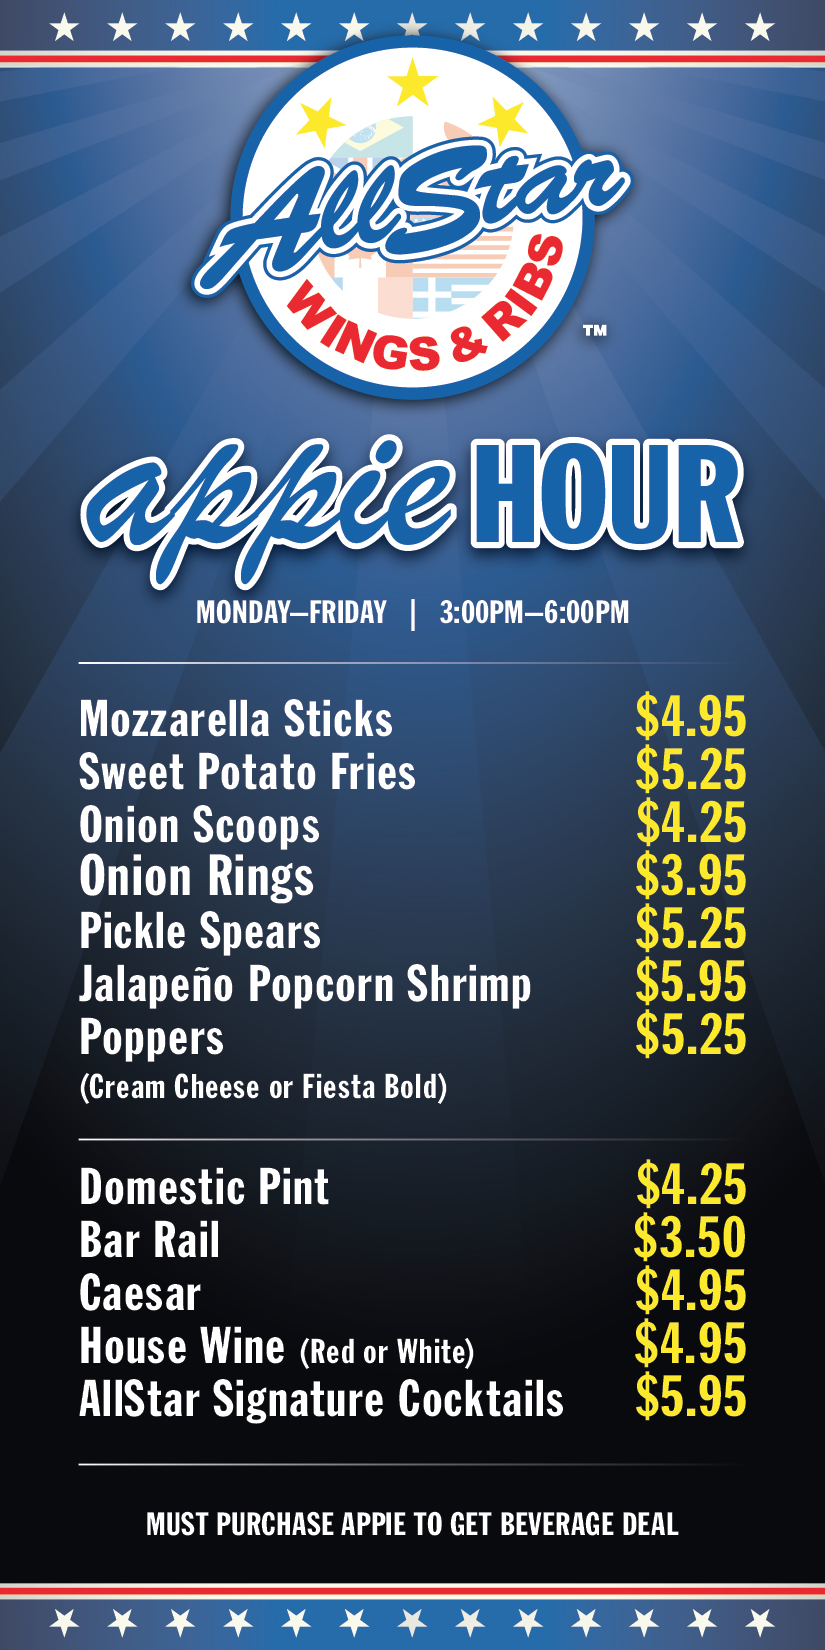 AllStar
WINGS & RIBS
TM
appie HOUR
MONDAY—FRIDAY | 3:00PM—6:00PM
Mozzarella Sticks $4.95
Sweet Potato Fries $5.25
Onion Scoops $4.25
Onion Rings $3.95
Pickle Spears $5.25
Jalapeño Popcorn Shrimp $5.95
Poppers $5.25
(Cream Cheese or Fiesta Bold)
Domestic Pint $4.25
Bar Rail $3.50
Caesar $4.95
House Wine (Red or White) $4.95
AllStar Signature Cocktails $5.95
MUST PURCHASE APPIE TO GET BEVERAGE DEAL